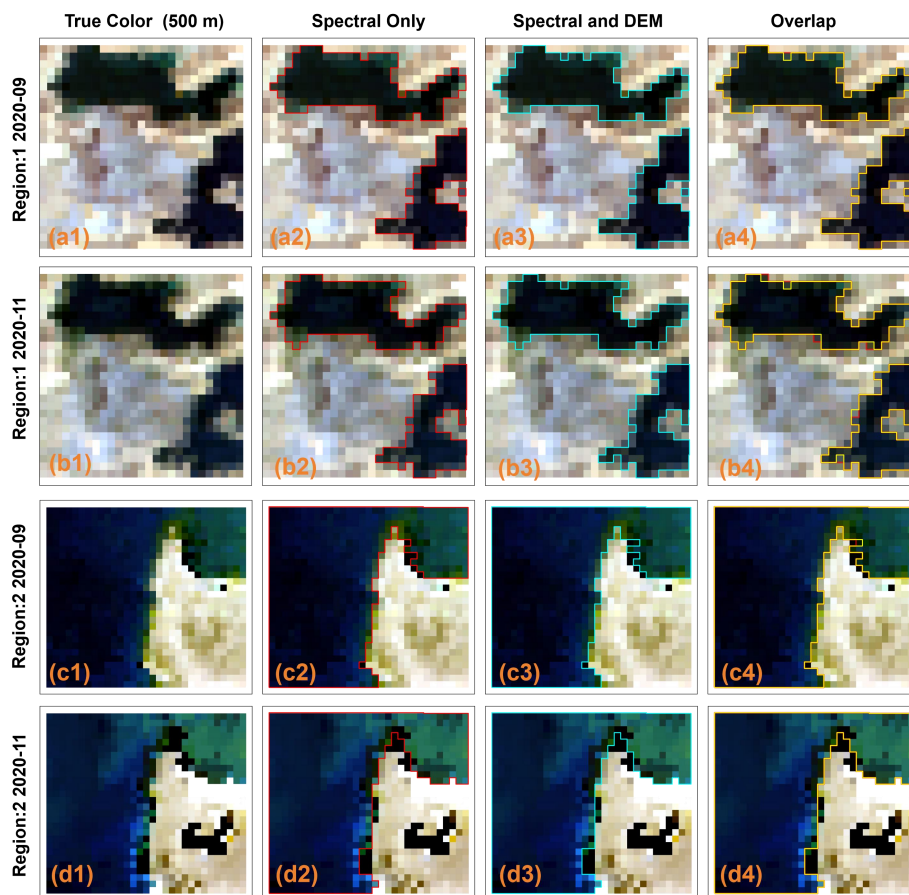 True Color (500 m)
Spectral Only
Spectral and DEM
Overlap
Region:1 2020-09
(a1)
(a2)
(a3)
(a4)
Region:1 2020-11
(b1)
(b2)
(b3)
(b4)
Region:2 2020-09
(c1)
(c2)
(c3)
(c4)
Region:2 2020-11
(d1)
(d2)
(d3)
(d4)